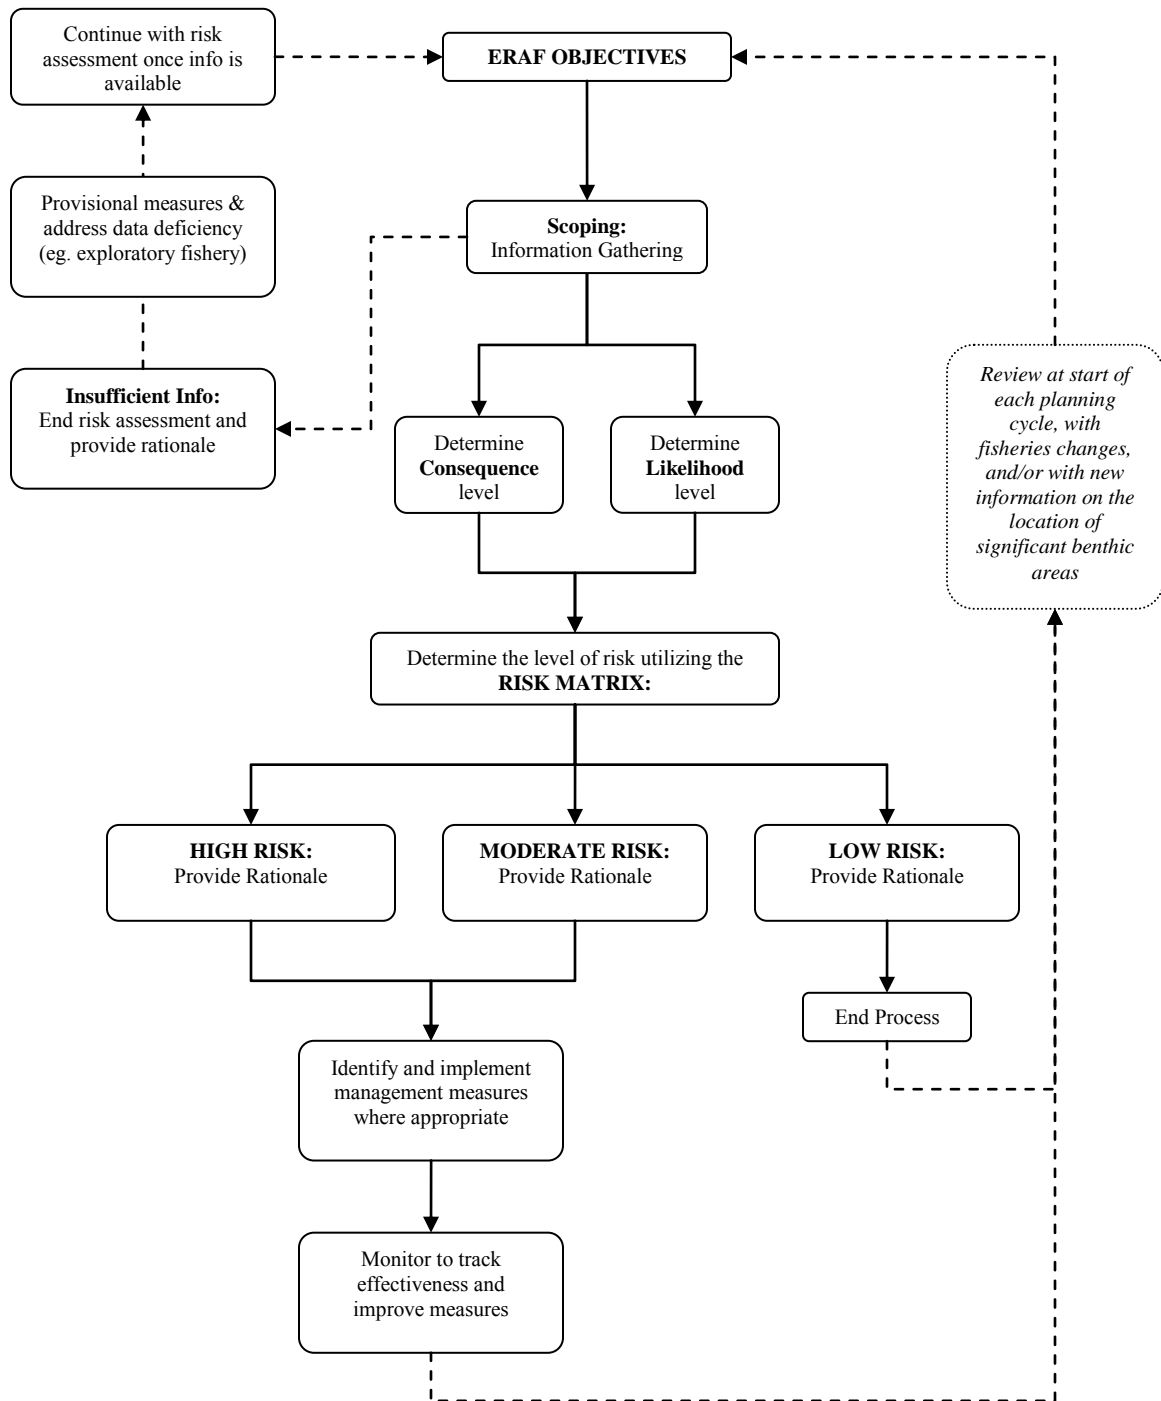 Continue with risk
assessment once info is
available
ERAF OBJECTIVES
Provisional measures &
address data deficiency
(eg. exploratory fishery)
Scoping:
Information Gathering
Insufficient Info:
End risk assessment and
provide rationale
Determine
Consequence
level
Determine
Likelihood
level
Review at start of
each planning
cycle, with
fisheries changes,
and/or with new
information on the
location of
significant benthic
areas
Determine the level of risk utilizing the
RISK MATRIX:
HIGH RISK:
Provide Rationale
MODERATE RISK:
Provide Rationale
LOW RISK:
Provide Rationale
End Process
Identify and implement
management measures
where appropriate
Monitor to track
effectiveness and
improve measures